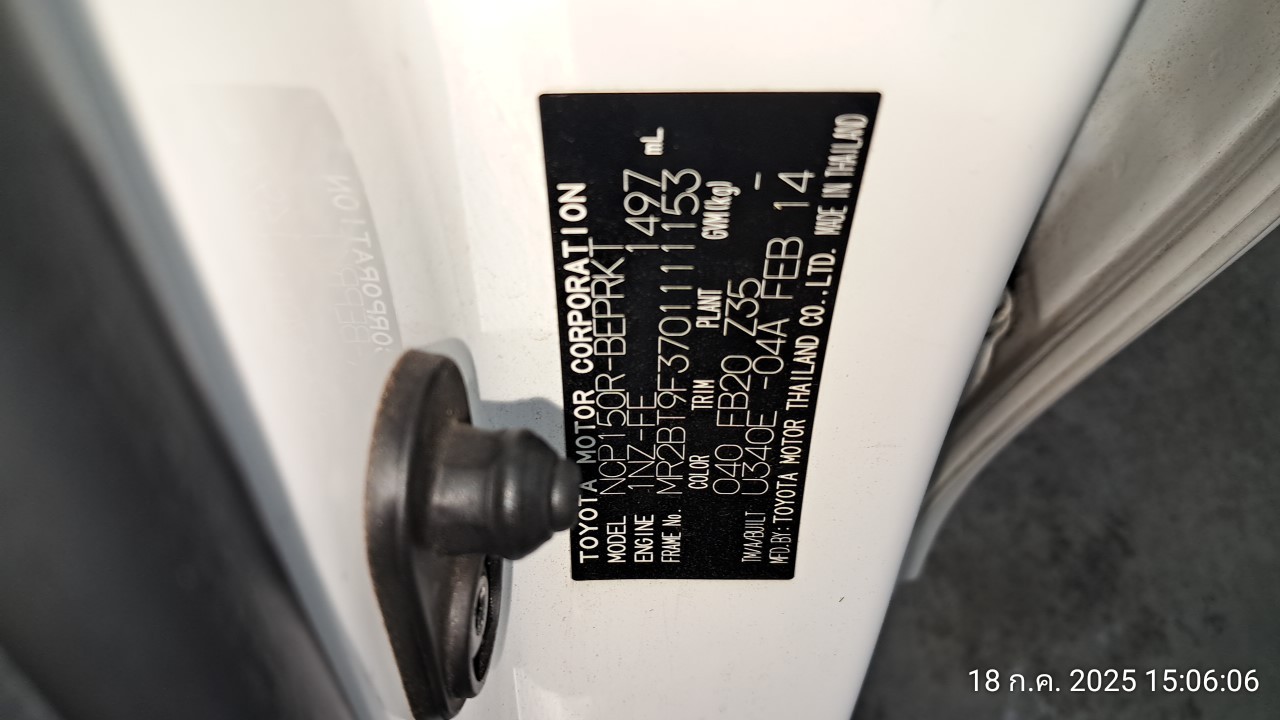 TOYOTA MOTOR CORPORATION
MODEL NCP150R-BEPRKT
ENGINE 1NZ-FE 1497 mL
FRAME No. MR2BT9F3701111153
COLOR TRIM PLANT GVM(kg)
040 FB20 Z35 -
TM/A/BUILT U340E -04A FEB 14
MFD.BY: TOYOTA MOTOR THAILAND CO.,LTD. MADE IN THAILAND
18 ก.ค. 2025 15:06:06